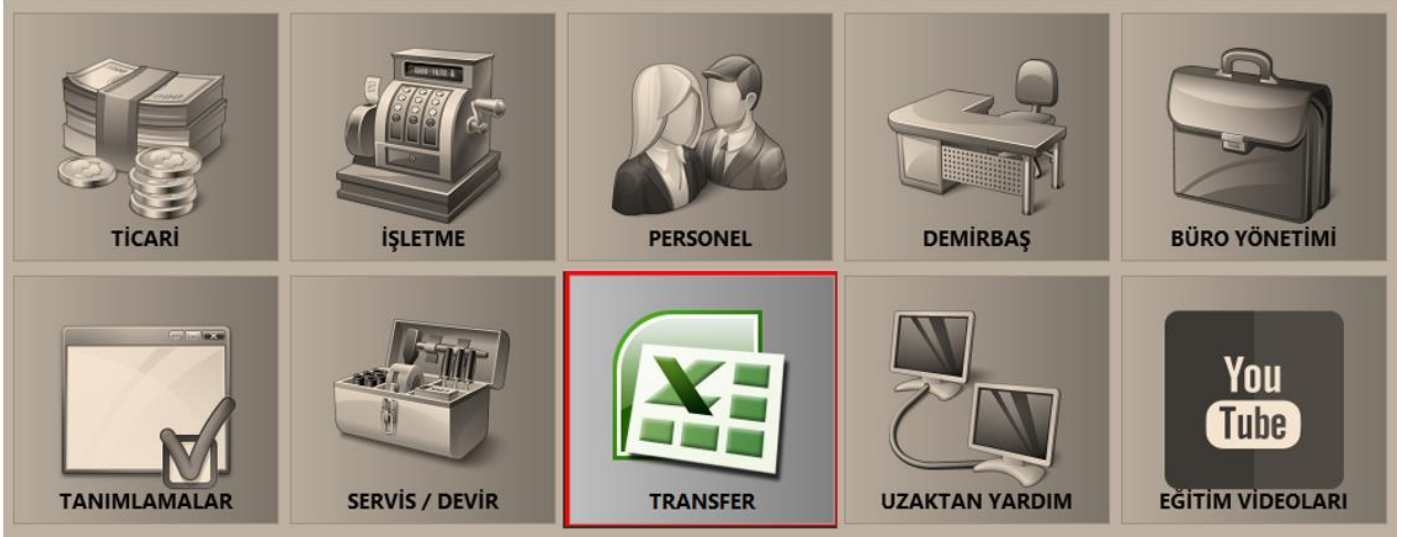 TİCARİ
İŞLETME
PERSONEL
DEMİRBAŞ
BÜRO YÖNETİMİ
TANIMLAMALAR
SERVİS / DEVİR
TRANSFER
UZAKTAN YARDIM
You
Tube
EĞİTİM VİDEOLARI